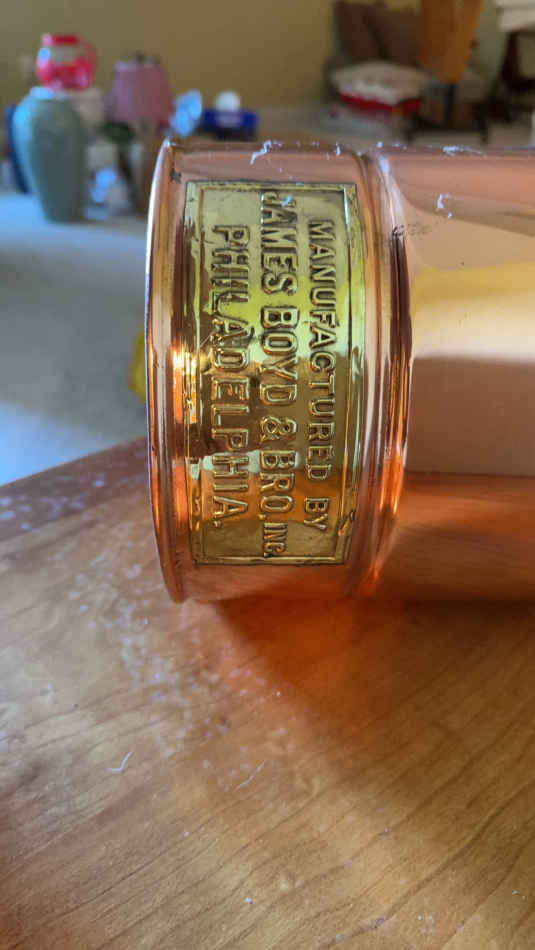 MANUFACTURED BY
JAMES BOYD & BRO. INC.
PHILADELPHIA.